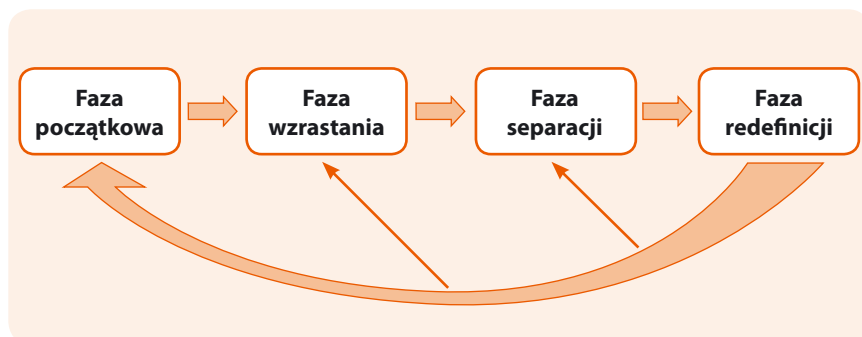 Faza
początkowa
Faza
wzrastania
Faza
separacji
Faza
redefinicji